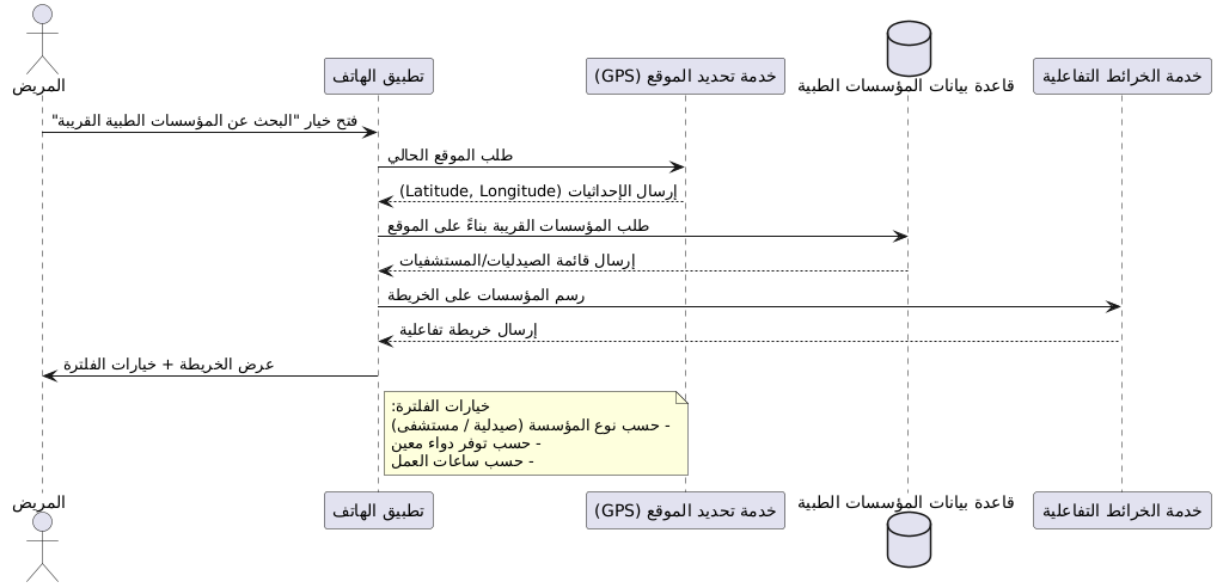 المريض
تطبيق الهاتف
خدمة تحديد الموقع (GPS)
قاعدة بيانات المؤسسات الطبية
خدمة الخرائط التفاعلية
فتح خيار "البحث عن المؤسسات الطبية القريبة"
طلب الموقع الحالي
إرسال الإحداثيات (Latitude, Longitude)
طلب المؤسسات القريبة بناءً على الموقع
إرسال قائمة الصيدليات/المستشفيات
رسم المؤسسات على الخريطة
إرسال خريطة تفاعلية
عرض الخريطة + خيارات الفلترة
خيارات الفلترة:
- حسب نوع المؤسسة (صيدلية / مستشفى)
- حسب توفر دواء معين
- حسب ساعات العمل
المريض
تطبيق الهاتف
خدمة تحديد الموقع (GPS)
قاعدة بيانات المؤسسات الطبية
خدمة الخرائط التفاعلية